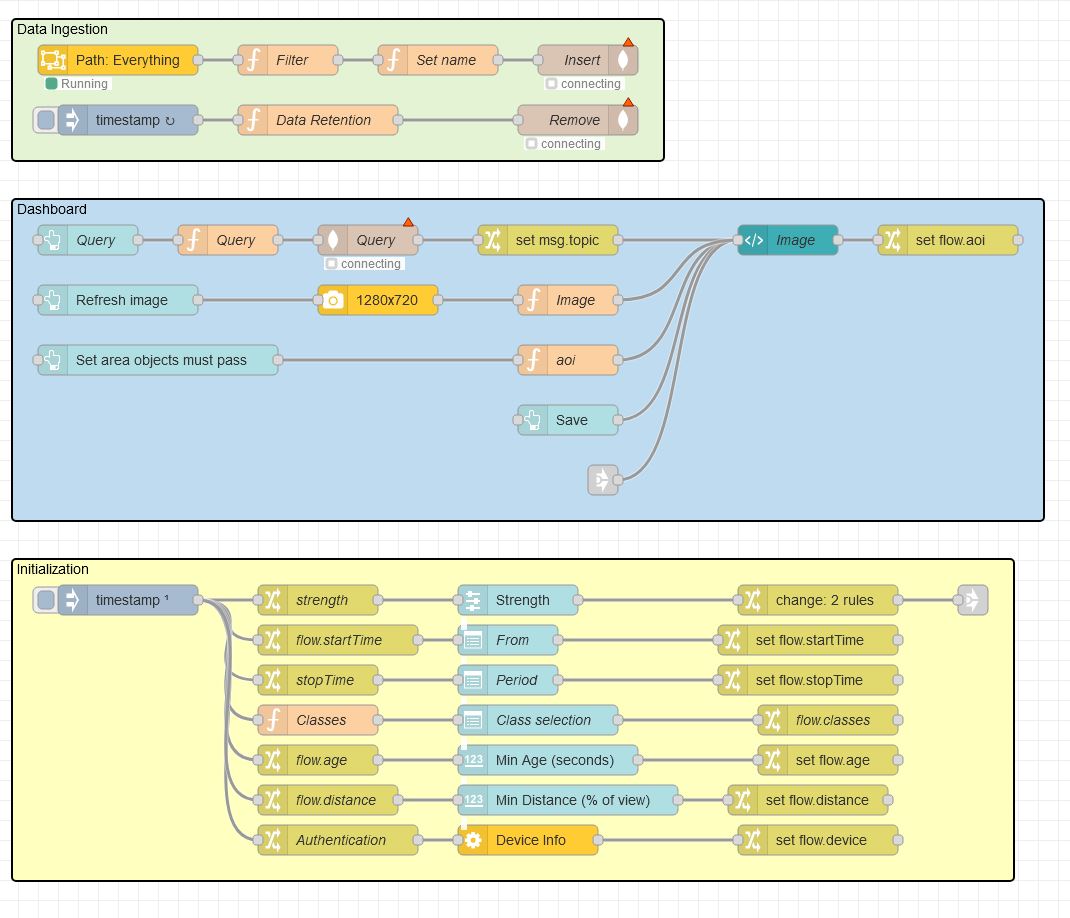 Data Ingestion
Path: Everything
Filter
Set name
Insert
Running
connecting
timestamp ↻
Data Retention
Remove
connecting
Dashboard
Query
Query
Query
set msg.topic
Image
set flow.aoi
connecting
Refresh image
1280x720
Image
Set area objects must pass
aoi
Save
Initialization
timestamp ¹
strength
Strength
change: 2 rules
flow.startTime
From
set flow.startTime
stopTime
Period
set flow.stopTime
Classes
Class selection
flow.classes
flow.age
123
Min Age (seconds)
set flow.age
flow.distance
123
Min Distance (% of view)
set flow.distance
Authentication
Device Info
set flow.device